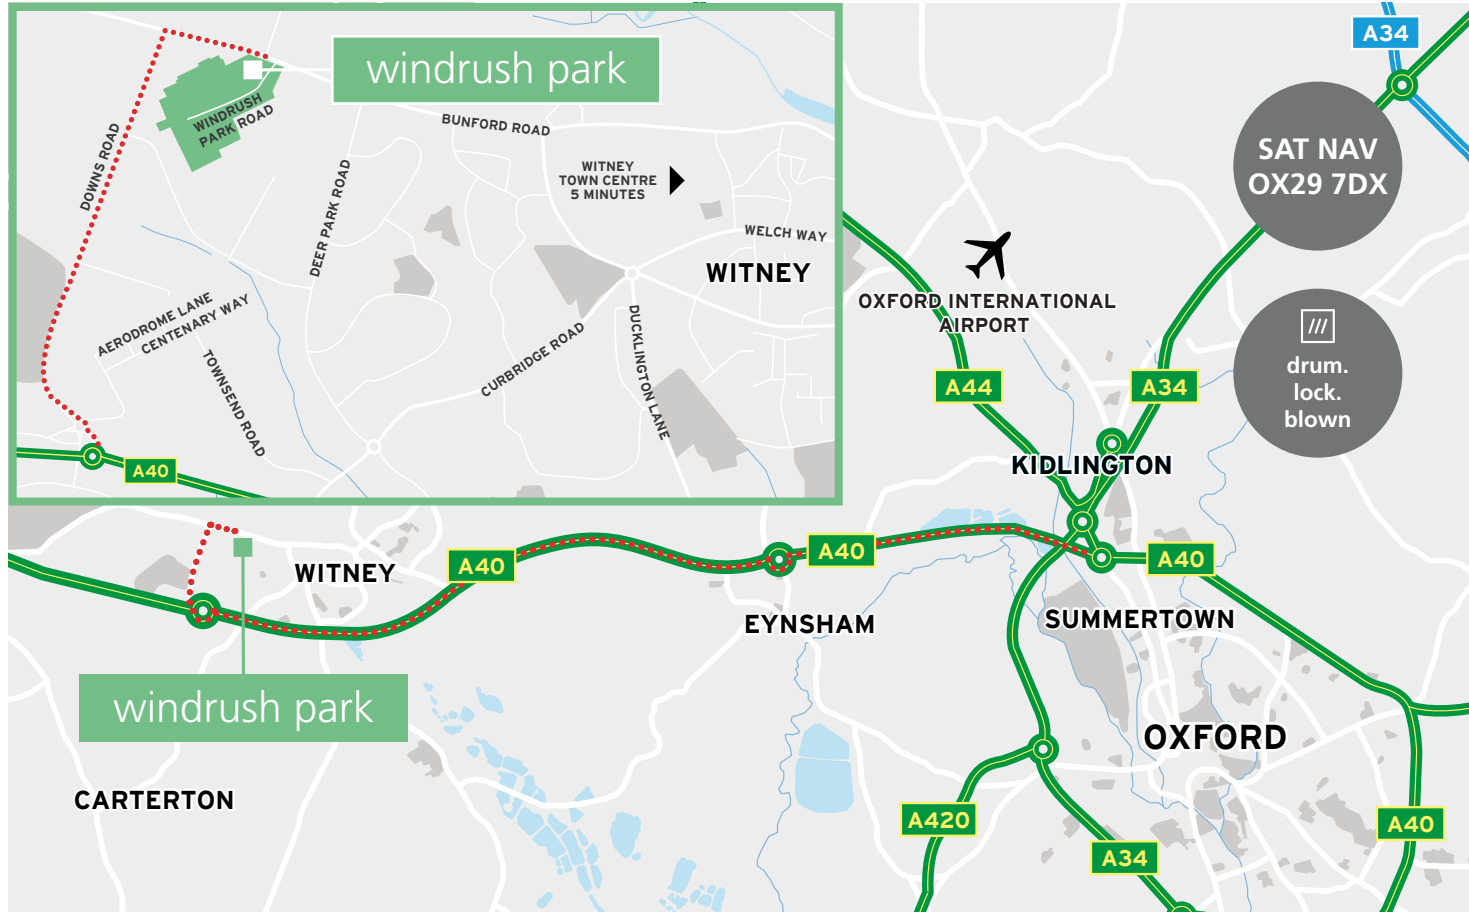 windrush park
WINDRUSH
PARK ROAD
DOWNS ROAD
BUNFORD ROAD
DEER PARK ROAD
WITNEY
TOWN CENTRE
5 MINUTES
WELCH WAY
WITNEY
AERODROME LANE
CENTENARY WAY
TOWNSEND ROAD
CURBRIDGE ROAD
DUCKLINGTON LANE
A40
A34
SAT NAV
OX29 7DX
OXFORD INTERNATIONAL
AIRPORT
drum.
lock.
blown
A44
A34
KIDLINGTON
A40
A40
A40
WITNEY
EYNSHAM
SUMMERTOWN
windrush park
OXFORD
CARTERTON
A420
A40
A34